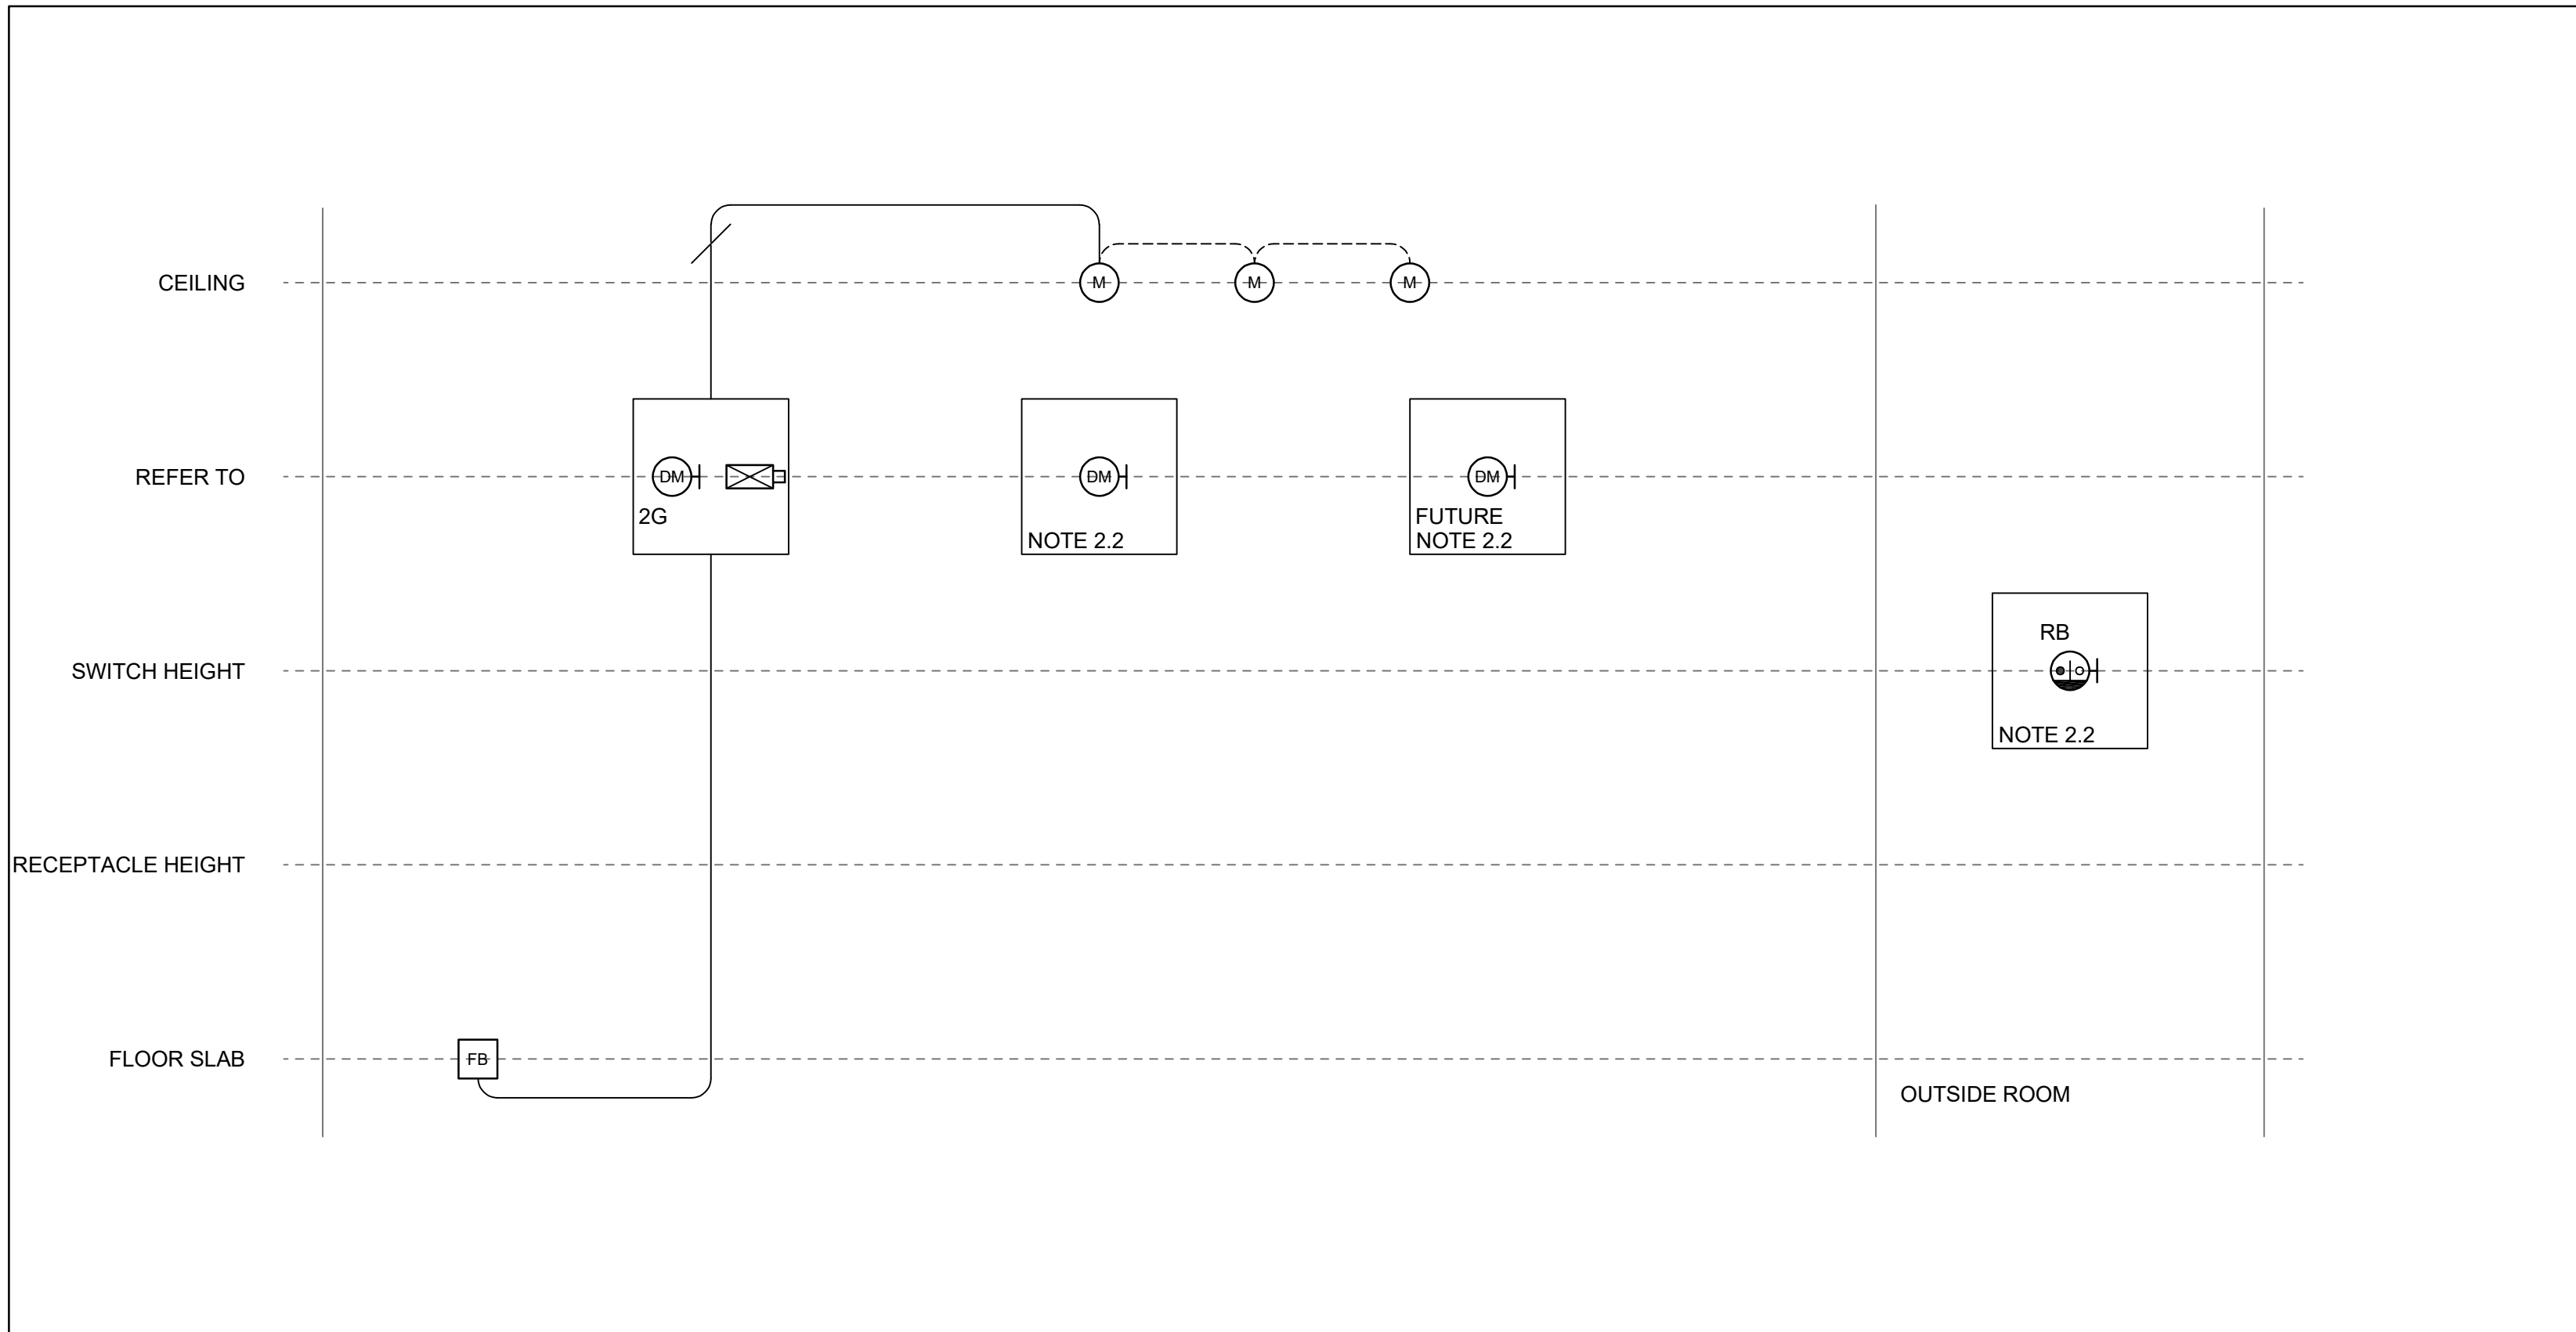 CEILING
M
M
M
REFER TO
DM
2G
DM
NOTE 2.2
DM
FUTURE
NOTE 2.2
SWITCH HEIGHT
RB
NOTE 2.2
RECEPTACLE HEIGHT
FLOOR SLAB
FB
OUTSIDE ROOM